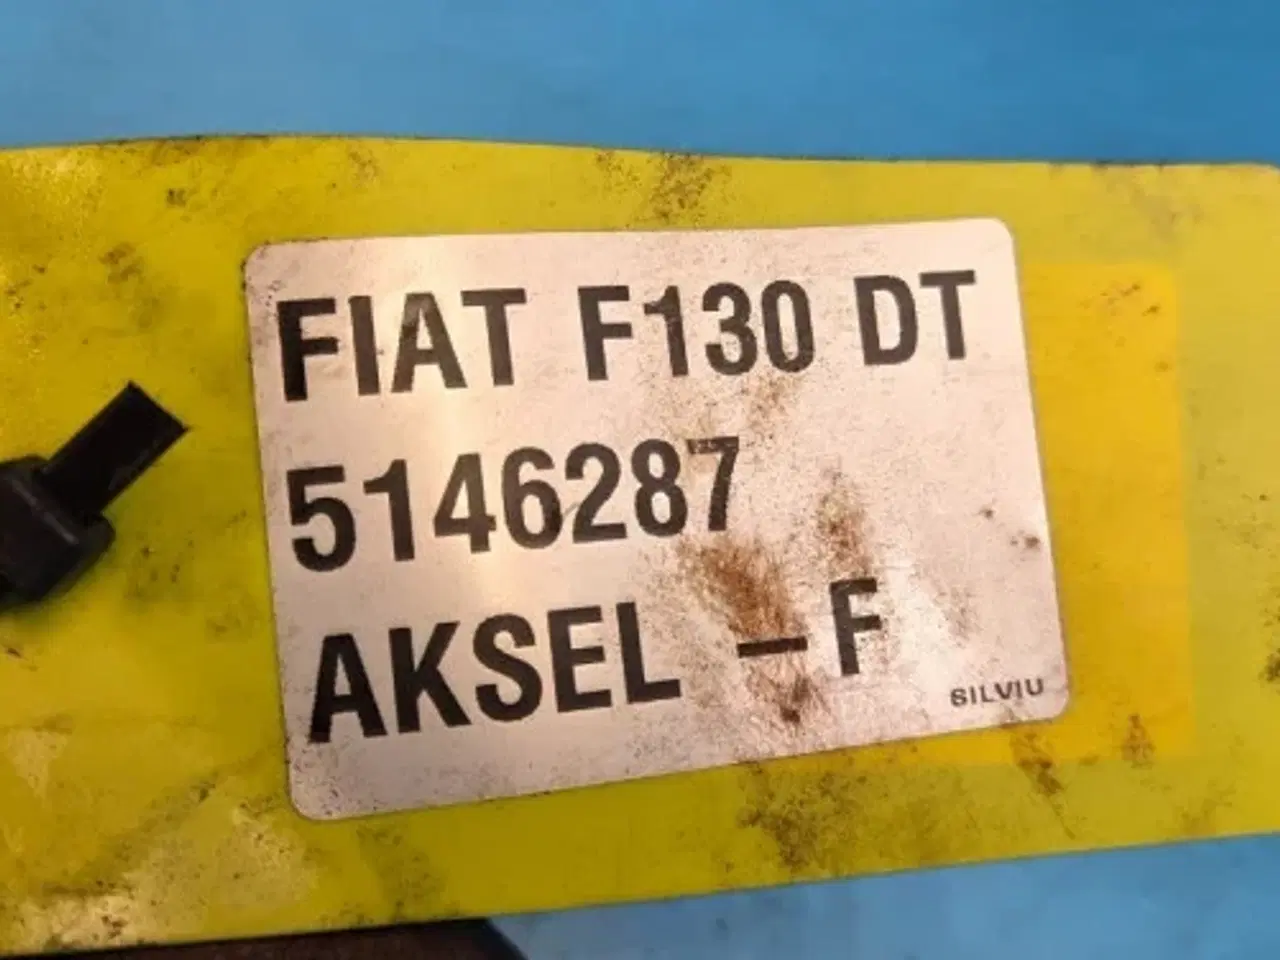 FIAT F130 DT
5146287
AKSEL - F
SILVIU